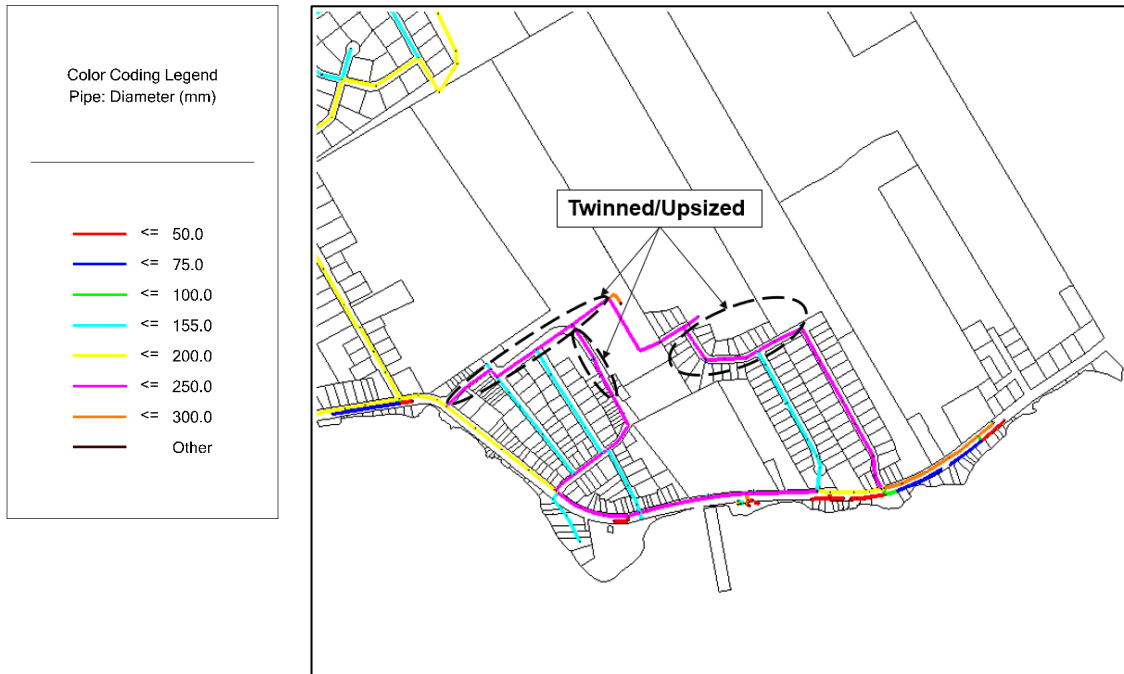 Color Coding Legend
Pipe: Diameter (mm)
<= 50.0
<= 75.0
<= 100.0
<= 155.0
<= 200.0
<= 250.0
<= 300.0
Other
Twinned/Upsized